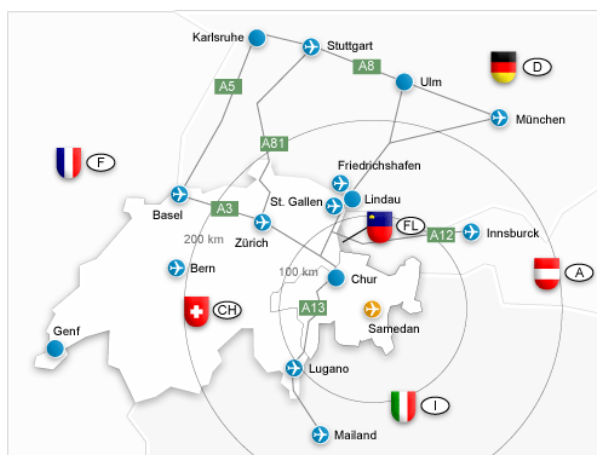 Karlsruhe
Stuttgart
A8
D
A5
Ulm
München
A81
F
Friedrichshafen
Basel
A3
St. Gallen
Lindau
FL
Zürich
200 km
A12
Innsburck
Bern
100 km
Chur
A
CH
A13
Samedan
Genf
Lugano
I
Mailand